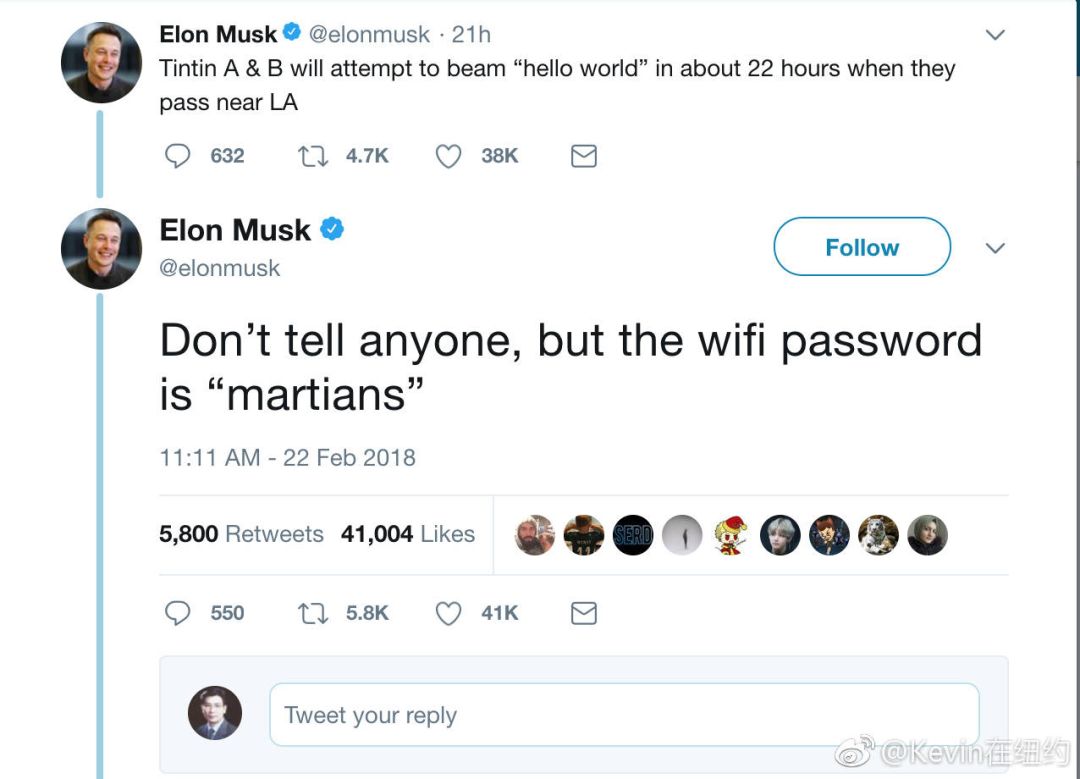 Elon Musk @elonmusk · 21h
Tintin A & B will attempt to beam “hello world” in about 22 hours when they
pass near LA
632 4.7K 38K
Elon Musk
@elonmusk
Follow
Don’t tell anyone, but the wifi password
is “martians”
11:11 AM - 22 Feb 2018
5,800 Retweets 41,004 Likes
SERD
550 5.8K 41K
Tweet your reply
@Kevin在纽约